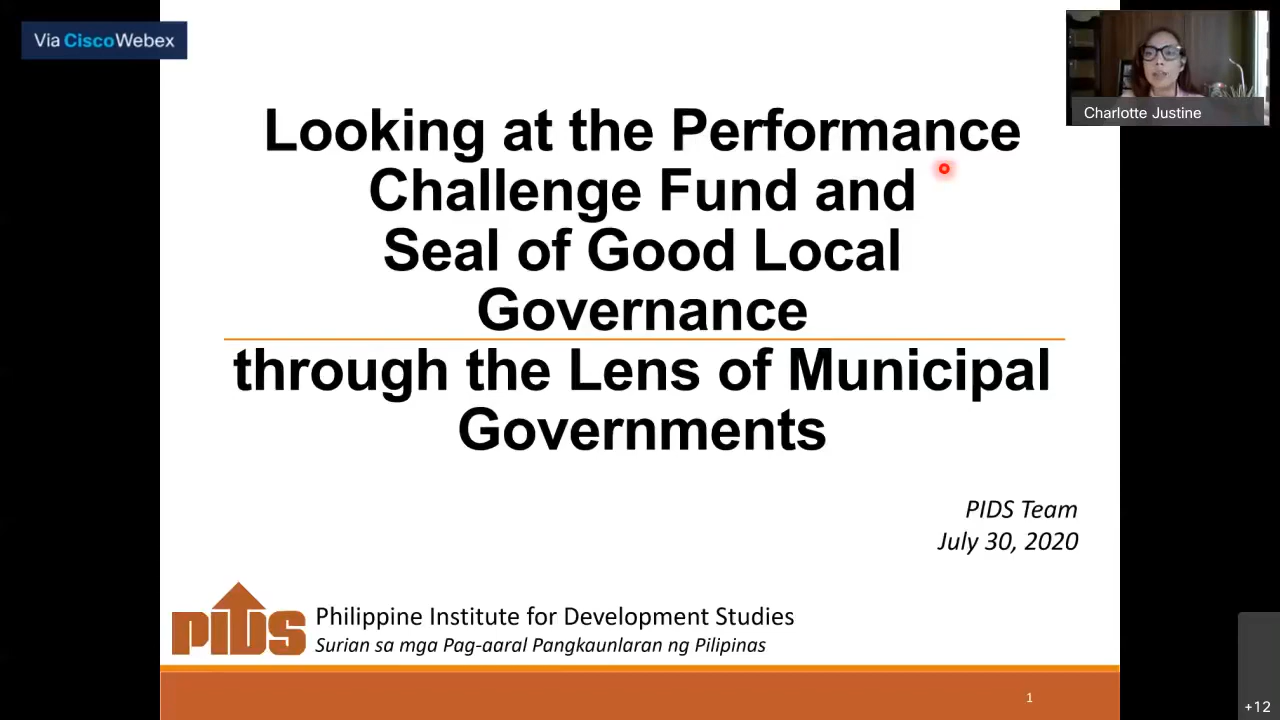 Via CiscoWebex
Charlotte Justine
Looking at the Performance
Challenge Fund and
Seal of Good Local
Governance
through the Lens of Municipal
Governments
PIDS Team
July 30, 2020
PIDS
Philippine Institute for Development Studies
Surian sa mga Pag-aaral Pangkaunlaran ng Pilipinas
1
+12